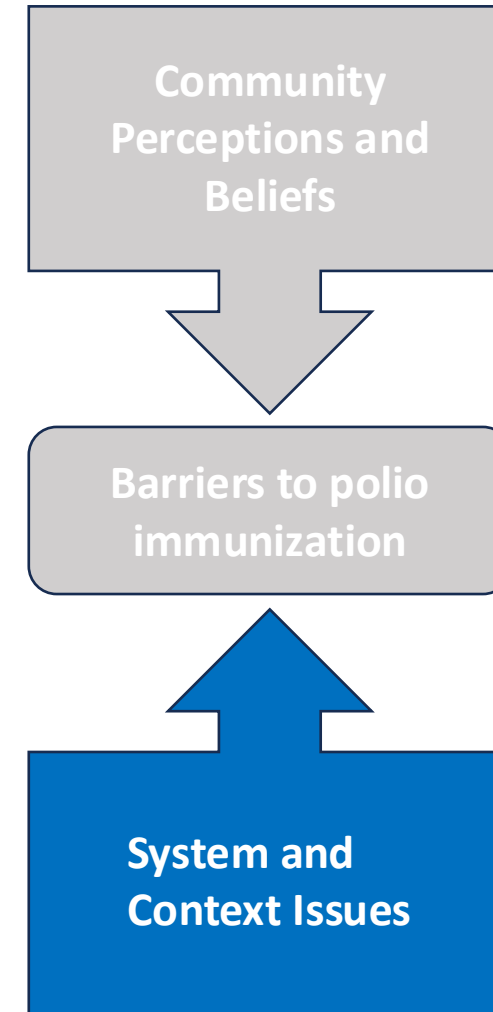 Community
Perceptions and
Beliefs
Barriers to polio
immunization
System and
Context Issues